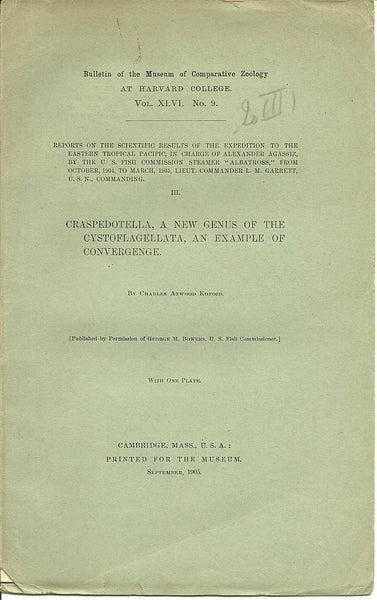 Bulletin of the Museum of Comparative Zoology
AT HARVARD COLLEGE.
VOL. XLVI. NO. 9.
REPORTS ON THE SCIENTIFIC RESULTS OF THE EXPEDITION TO THE
EASTERN TROPICAL PACIFIC, IN CHARGE OF ALEXANDER AGASSIZ,
BY THE U. S. FISH COMMISSION STEAMER "ALBATROSS," FROM
OCTOBER, 1904, TO MARCH, 1905, LIEUT. COMMANDER L. M. GARRETT,
U. S. N., COMMANDING.
III.
CRASPEDOTELLA, A NEW GENUS OF THE
CYSTOFLAGELLATA, AN EXAMPLE OF
CONVERGENGE.
BY CHARLES ATWOOD KOFOID.
[Published by Permission of GEORGE M. BOWERS, U. S. Fish Commissioner.]
WITH ONE PLATE.
CAMBRIDGE, MASS., U. S. A. :
PRINTED FOR THE MUSEUM.
SEPTEMBER, 1905.